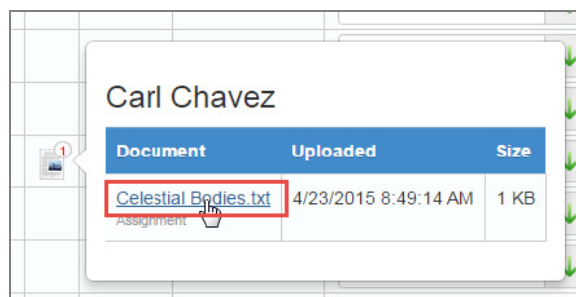 Carl Chavez
1
Document Uploaded Size
Celestial Bodies.txt 4/23/2015 8:49:14 AM 1 KB
Assignment